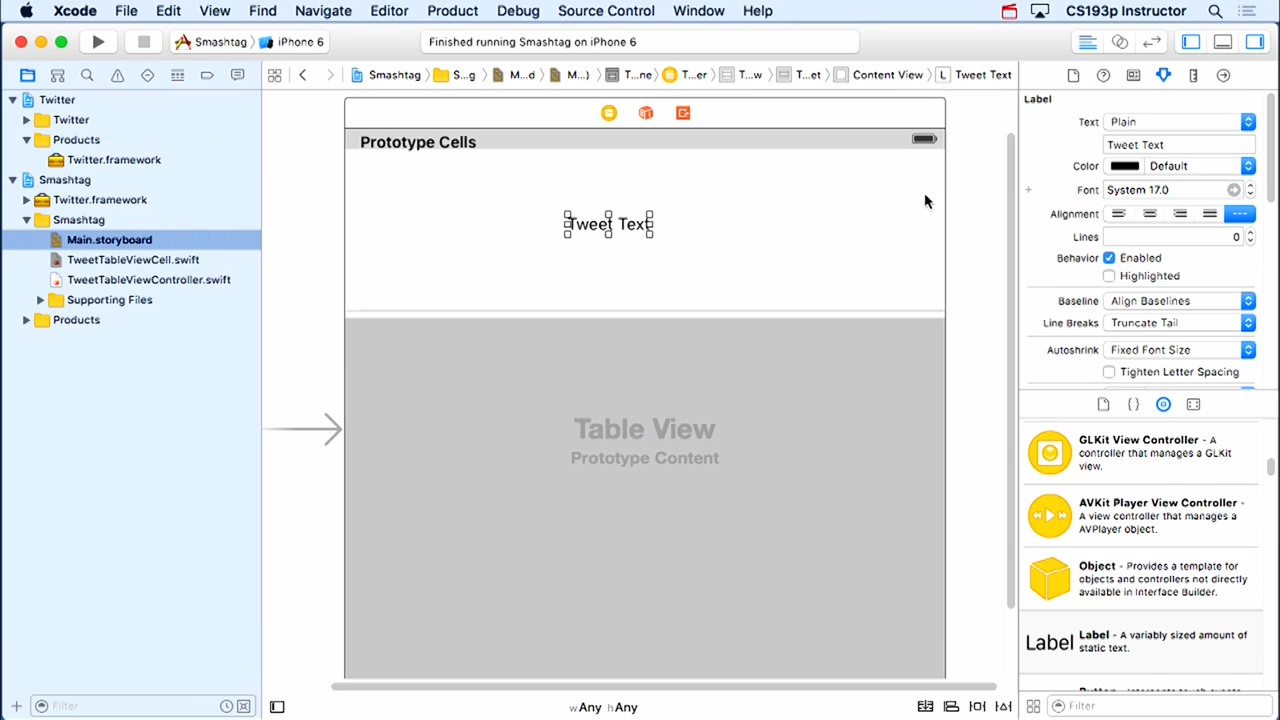 Xcode File Edit View Find Navigate Editor Product Debug Source Control Window Help CS193p Instructor
Smashtag iPhone 6 Finished running Smashtag on iPhone 6
Smashtag S...g M...d M...) T...ne T...er T...w T...et Content View L Tweet Text
Twitter
Twitter
Products
Twitter.framework
Smashtag
Twitter.framework
Smashtag
Main.storyboard
TweetTableViewCell.swift
TweetTableViewController.swift
Supporting Files
Products
Filter
Prototype Cells
Tweet Text
Table View
Prototype Content
wAny hAny
Label
Text Plain
Tweet Text
Color Default
Font System 17.0
Alignment
Lines 0
Behavior Enabled
Highlighted
Baseline Align Baselines
Line Breaks Truncate Tail
Autoshrink Fixed Font Size
Tighten Letter Spacing
GLKit View Controller - A
controller that manages a GLKit
view.
AVKit Player View Controller -
A view controller that manages a
AVPlayer object.
Object - Provides a template for
objects and controllers not directly
available in Interface Builder.
Label Label - A variably sized amount of
static text.
Filter